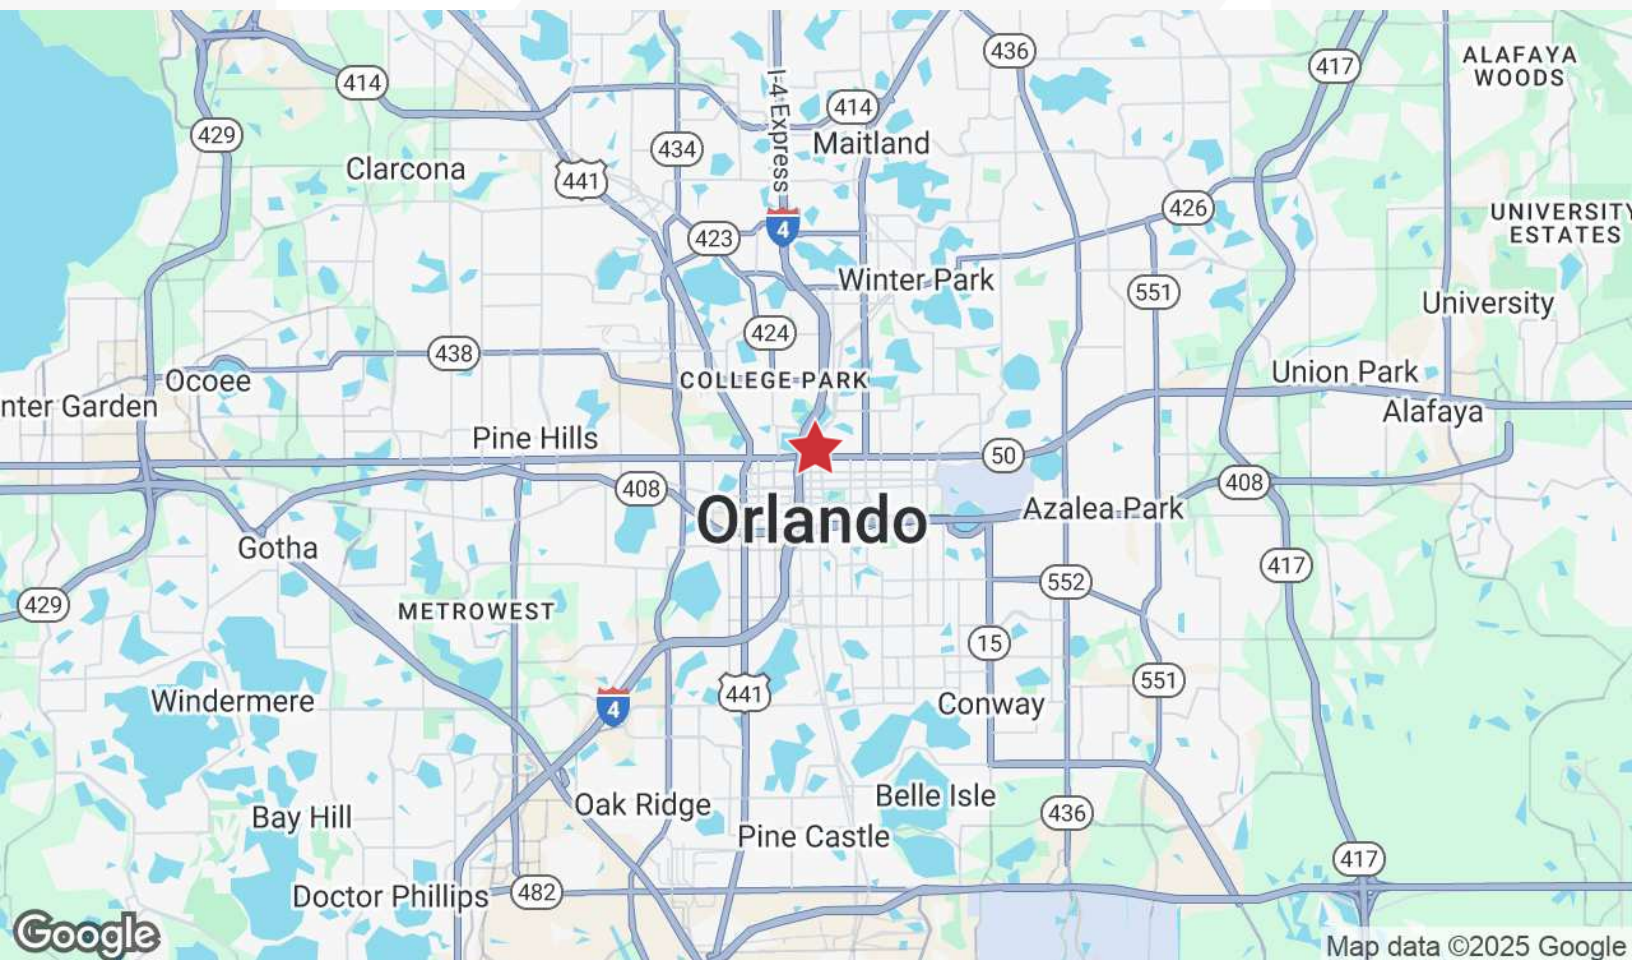 436
417
ALAFAYA
WOODS
414
I-4 Express
414
429
434
Maitland
Clarcona
441
426
UNIVERSITY
ESTATES
423
4
Winter Park
551
University
424
438
Ocoee
COLLEGE PARK
Union Park
nter Garden
Alafaya
Pine Hills
50
408
408
Orlando
Azalea Park
Gotha
417
552
429
METROWEST
15
551
Windermere
4
441
Conway
Oak Ridge
Belle Isle
Bay Hill
436
Pine Castle
417
Doctor Phillips
482
Google
Map data ©2025 Google